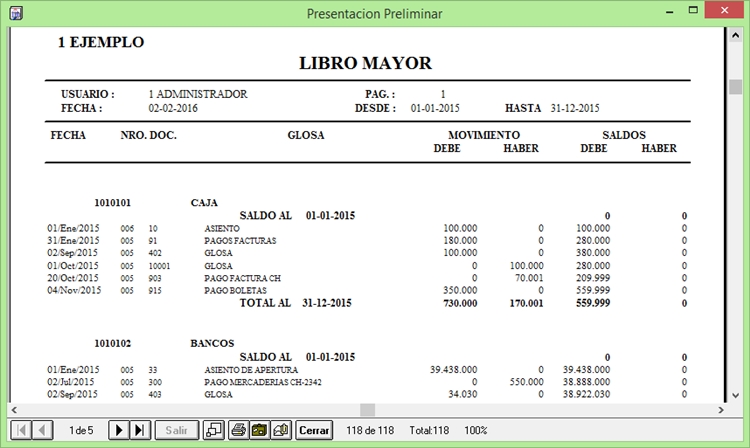 Presentacion Preliminar
1 EJEMPLO
LIBRO MAYOR
USUARIO : 1 ADMINISTRADOR PAG. : 1
FECHA : 02-02-2016 DESDE : 01-01-2015 HASTA 31-12-2015
FECHA NRO. DOC. GLOSA MOVIMIENTO SALDOS
DEBE HABER DEBE HABER
1010101 CAJA
SALDO AL 01-01-2015 0 0
01/Ene/2015 006 10 ASIENTO 100.000 0 100.000 0
31/Ene/2015 005 91 PAGOS FACTURAS 180.000 0 280.000 0
02/Sep/2015 005 402 GLOSA 100.000 0 380.000 0
01/Oct/2015 005 10001 GLOSA 0 100.000 280.000 0
20/Oct/2015 005 903 PAGO FACTURA CH 0 70.001 209.999 0
04/Nov/2015 005 915 PAGO BOLETAS 350.000 0 559.999 0
TOTAL AL 31-12-2015 730.000 170.001 559.999 0
1010102 BANCOS
SALDO AL 01-01-2015 0 0
01/Ene/2015 005 33 ASIENTO DE APERTURA 39.438.000 0 39.438.000 0
02/Jul/2015 005 300 PAGO MERCADERIAS CH-2342 0 550.000 38.888.000 0
02/Sep/2015 005 403 GLOSA 34.030 0 38.922.030 0
1 de 5 Salir Cerrar 118 de 118 Total:118 100%